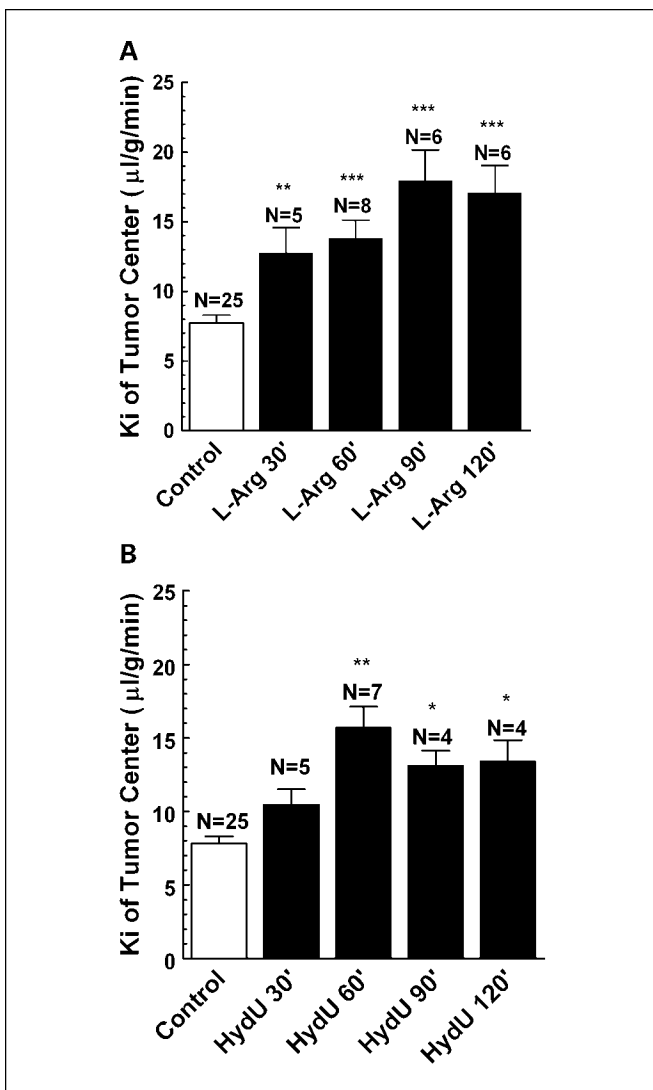 A
Ki of Tumor Center ( μl/g/min)
25
20
15
10
5
0
N=25
**
N=5
***
N=8
***
N=6
***
N=6
Control
L-Arg 30'
L-Arg 60'
L-Arg 90'
L-Arg 120'
B
Ki of Tumor Center ( μl/g/min)
25
20
15
10
5
0
N=25
N=5
**
N=7
*
N=4
*
N=4
Control
HydU 30'
HydU 60'
HydU 90'
HydU 120'